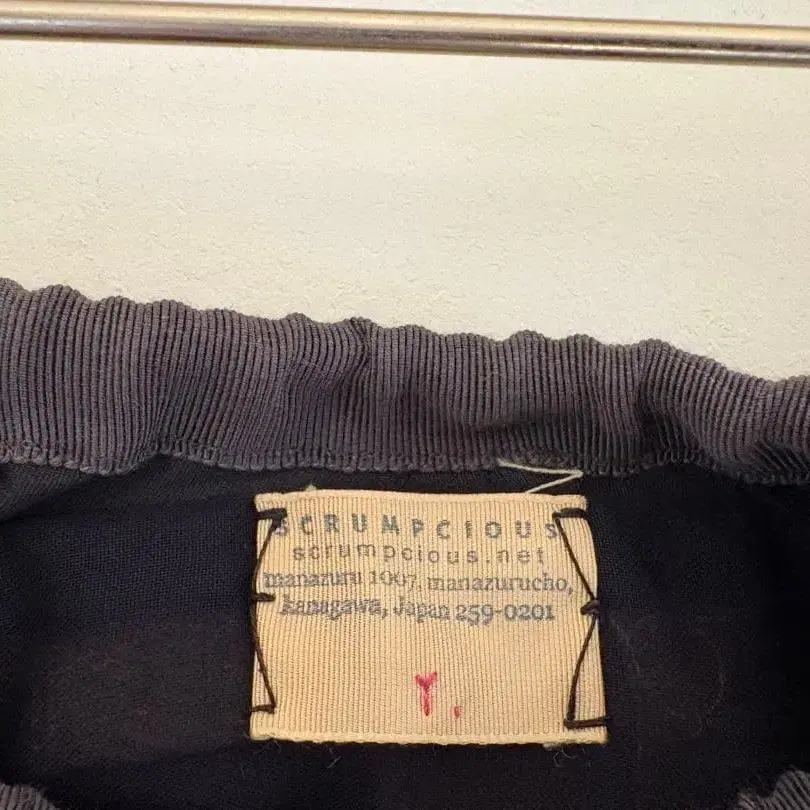 SCRUMPCIOUS
scrumpcious.net
manazuru 1007, manazurucho,
kanagawa, Japan 259-0201
Y.